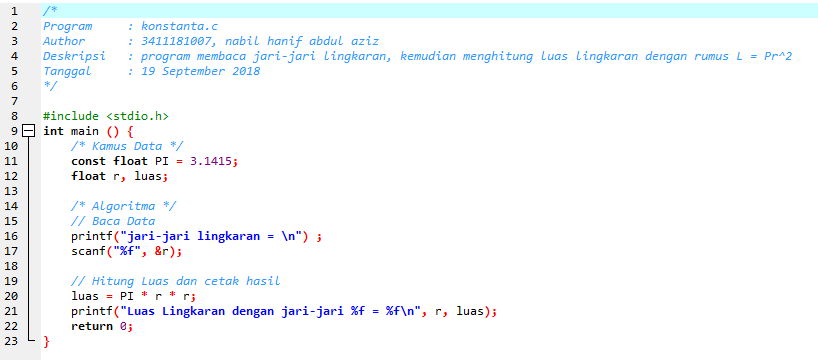 1 /*
2 Program : konstanta.c
3 Author : 3411181007, nabil hanif abdul aziz
4 Deskripsi : program membaca jari-jari lingkaran, kemudian menghitung luas lingkaran dengan rumus L = Pr^2
5 Tanggal : 19 September 2018
6 */
7
8 #include <stdio.h>
9 int main () {
10 /* Kamus Data */
11 const float PI = 3.1415;
12 float r, luas;
13
14 /* Algoritma */
15 // Baca Data
16 printf("jari-jari lingkaran = \n") ;
17 scanf("%f", &r);
18
19 // Hitung Luas dan cetak hasil
20 luas = PI * r * r;
21 printf("Luas Lingkaran dengan jari-jari %f = %f\n", r, luas);
22 return 0;
23 }